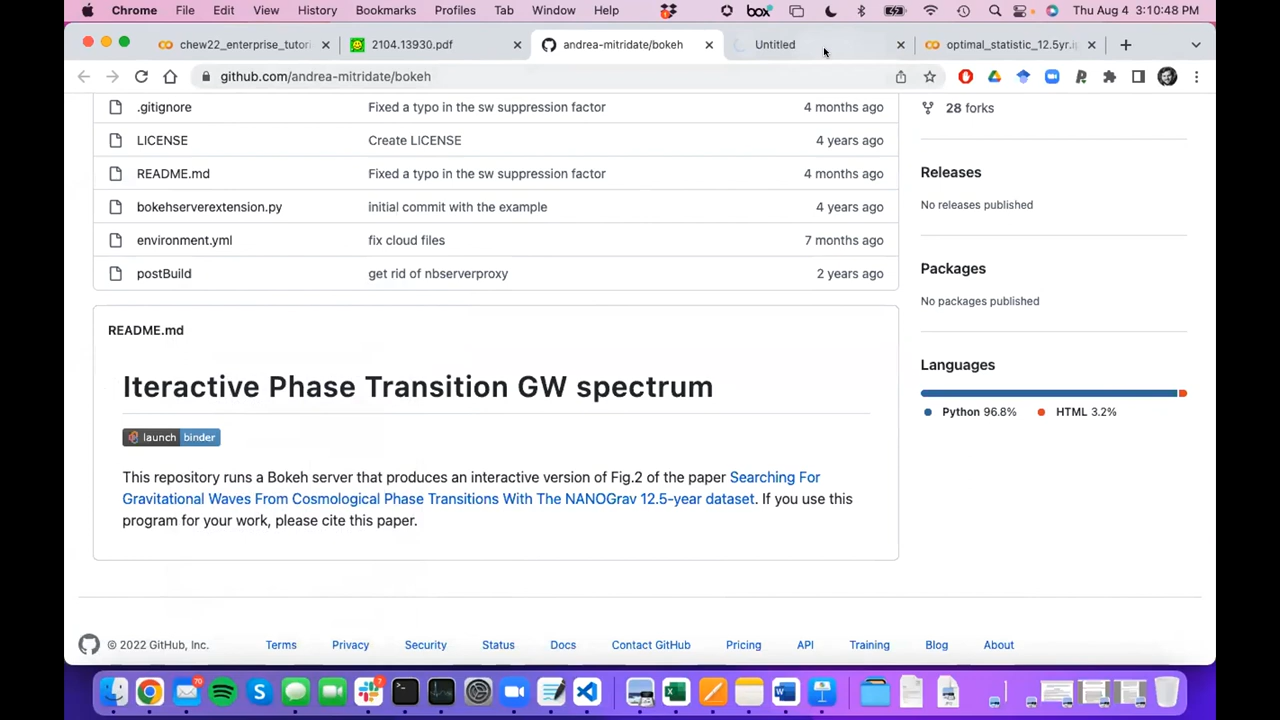 Chrome File Edit View History Bookmarks Profiles Tab Window Help box Thu Aug 4 3:10:48 PM
chew22_enterprise_tutori 2104.13930.pdf andrea-mitridate/bokeh Untitled optimal_statistic_12.5yr.i
github.com/andrea-mitridate/bokeh
.gitignore Fixed a typo in the sw suppression factor 4 months ago
28 forks
LICENSE Create LICENSE 4 years ago
README.md Fixed a typo in the sw suppression factor 4 months ago
Releases
bokehserverextension.py initial commit with the example 4 years ago
No releases published
environment.yml fix cloud files 7 months ago
postBuild get rid of nbserverproxy 2 years ago
Packages
No packages published
README.md
Languages
Python 96.8% HTML 3.2%
Iteractive Phase Transition GW spectrum
launch binder
This repository runs a Bokeh server that produces an interactive version of Fig.2 of the paper Searching For
Gravitational Waves From Cosmological Phase Transitions With The NANOGrav 12.5-year dataset. If you use this
program for your work, please cite this paper.
© 2022 GitHub, Inc. Terms Privacy Security Status Docs Contact GitHub Pricing API Training Blog About